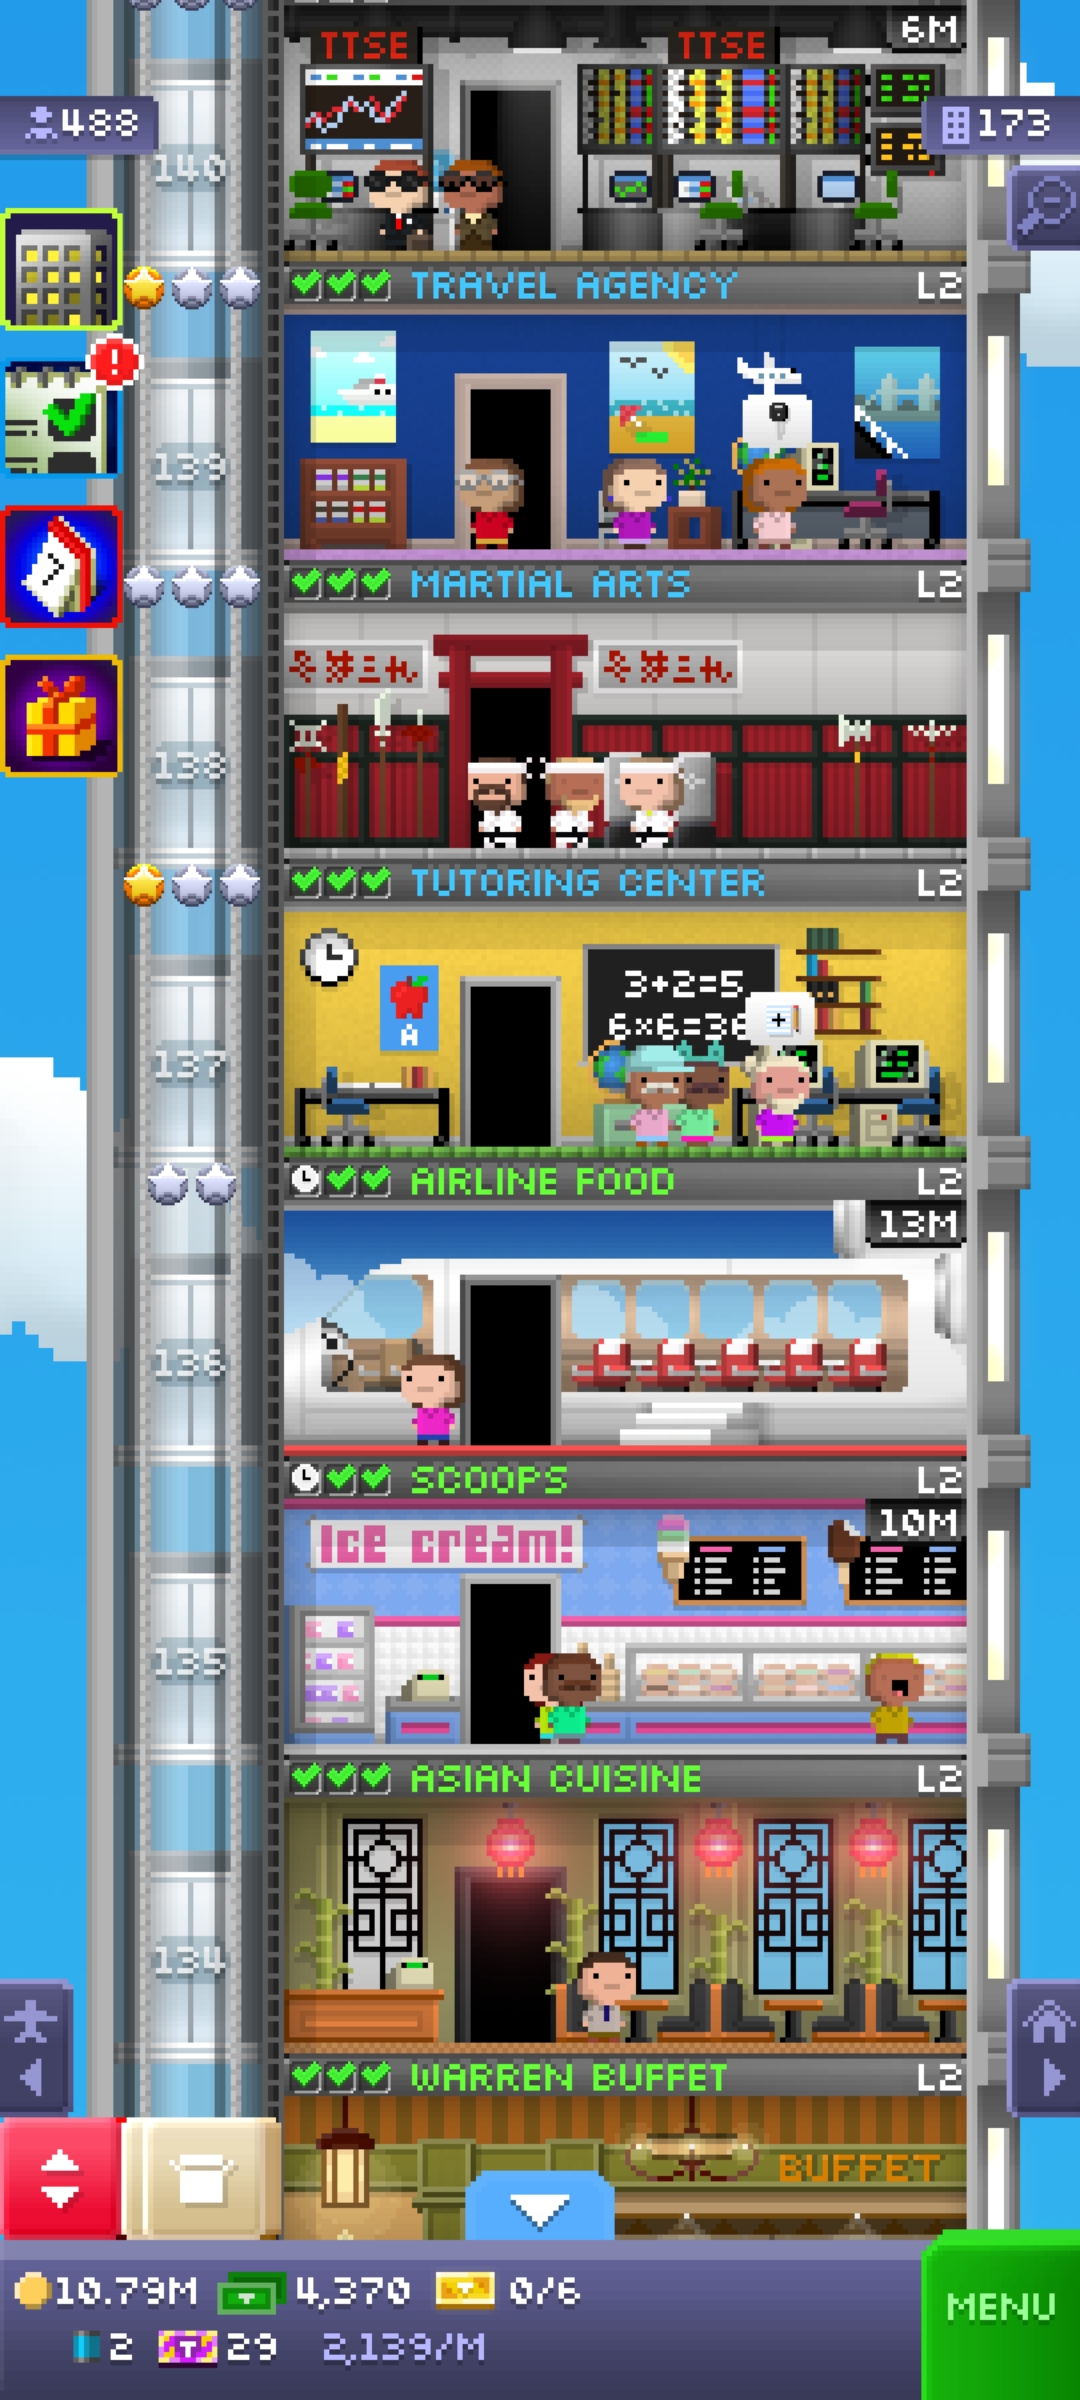 6M
TTSE TTSE
488
173
140
TRAVEL AGENCY L2
139
7
MARTIAL ARTS L2
138
TUTORING CENTER L2
3+2=5
6×6=36
A
137
AIRLINE FOOD L2
13M
136
SCOOPS L2
10M
Ice cream!
135
ASIAN CUISINE L2
134
WARREN BUFFET L2
BUFFET
10.79M 4,370 0/6
MENU
2 29 2,139/M